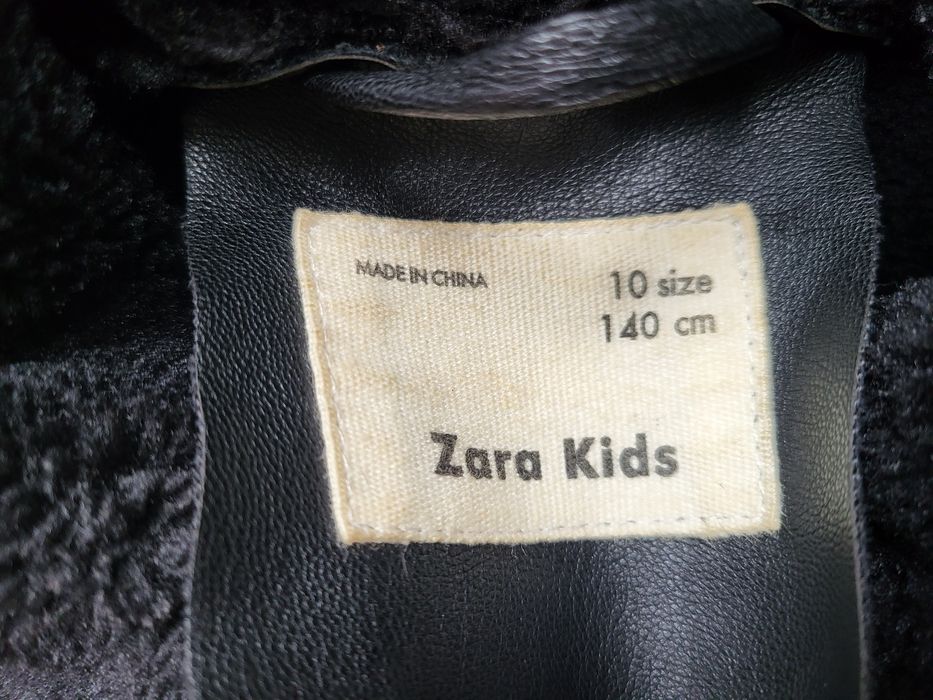 MADE IN CHINA
10 size
140 cm
Zara Kids